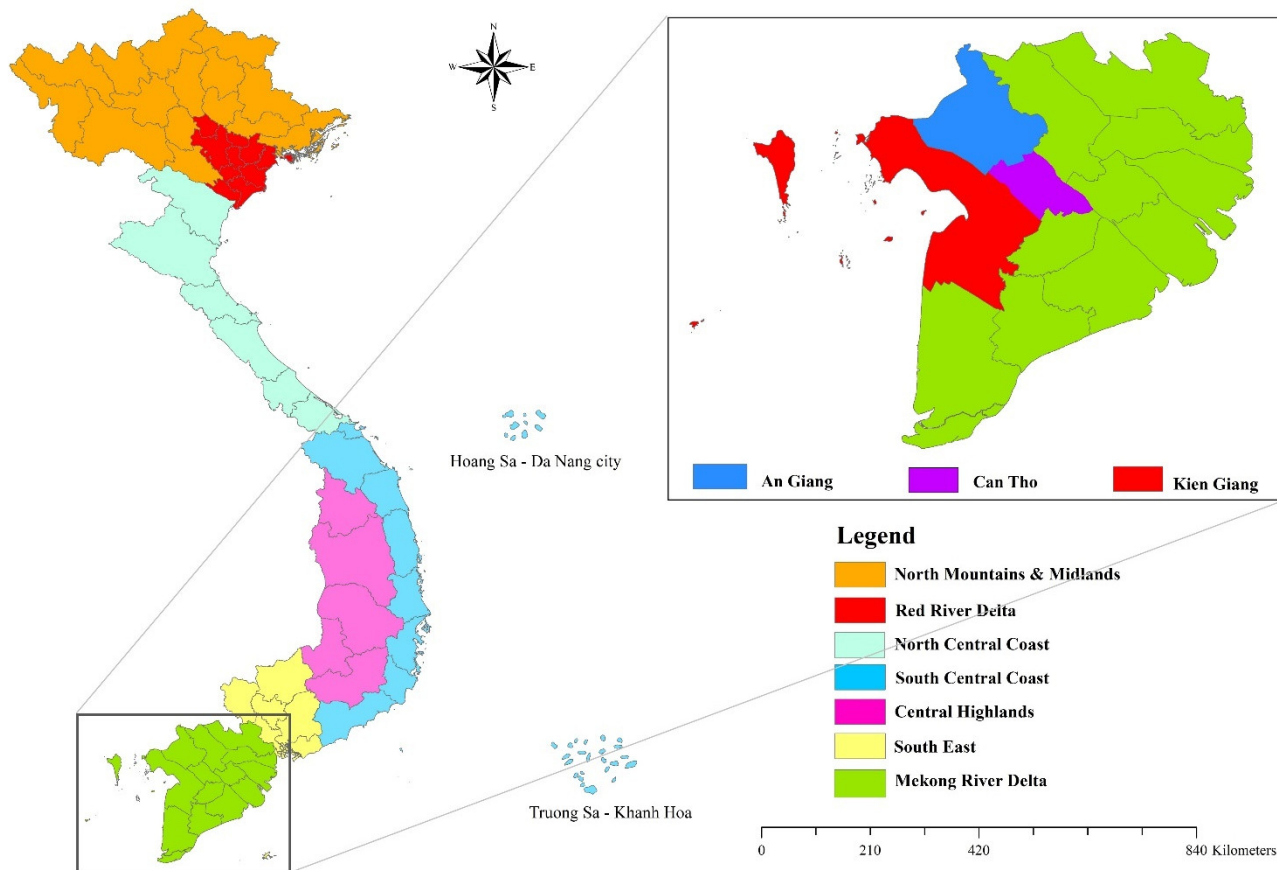 N
W E
S
An Giang
Can Tho
Kien Giang
Hoang Sa - Da Nang city
Legend
North Mountains & Midlands
Red River Delta
North Central Coast
South Central Coast
Central Highlands
South East
Mekong River Delta
Truong Sa - Khanh Hoa
0 210 420 840 Kilometers